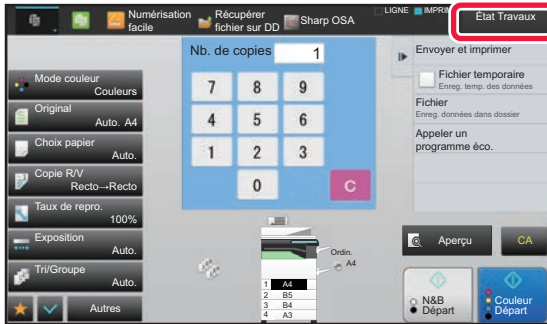 Numérisation
facile
Récupérer
fichier sur DD
Sharp OSA
LIGNE
État Travaux
Nb. de copies
1
Envoyer et imprimer
Fichier temporaire
Enreg. temp. des données
Fichier
Enreg. données dans dossier
Appeler un
programme éco.
Mode couleur
Couleurs
Original
Auto. A4
Choix papier
Auto.
Copie R/V
Recto→Recto
Taux de repro.
100%
Exposition
Auto.
Tri/Groupe
Auto.
Autres
7 8 9
4 5 6
1 2 3
0 C
Ordin.
A4
1 A4
2 B5
3 B4
4 A3
Aperçu
CA
N&B
Départ
Couleur
Départ